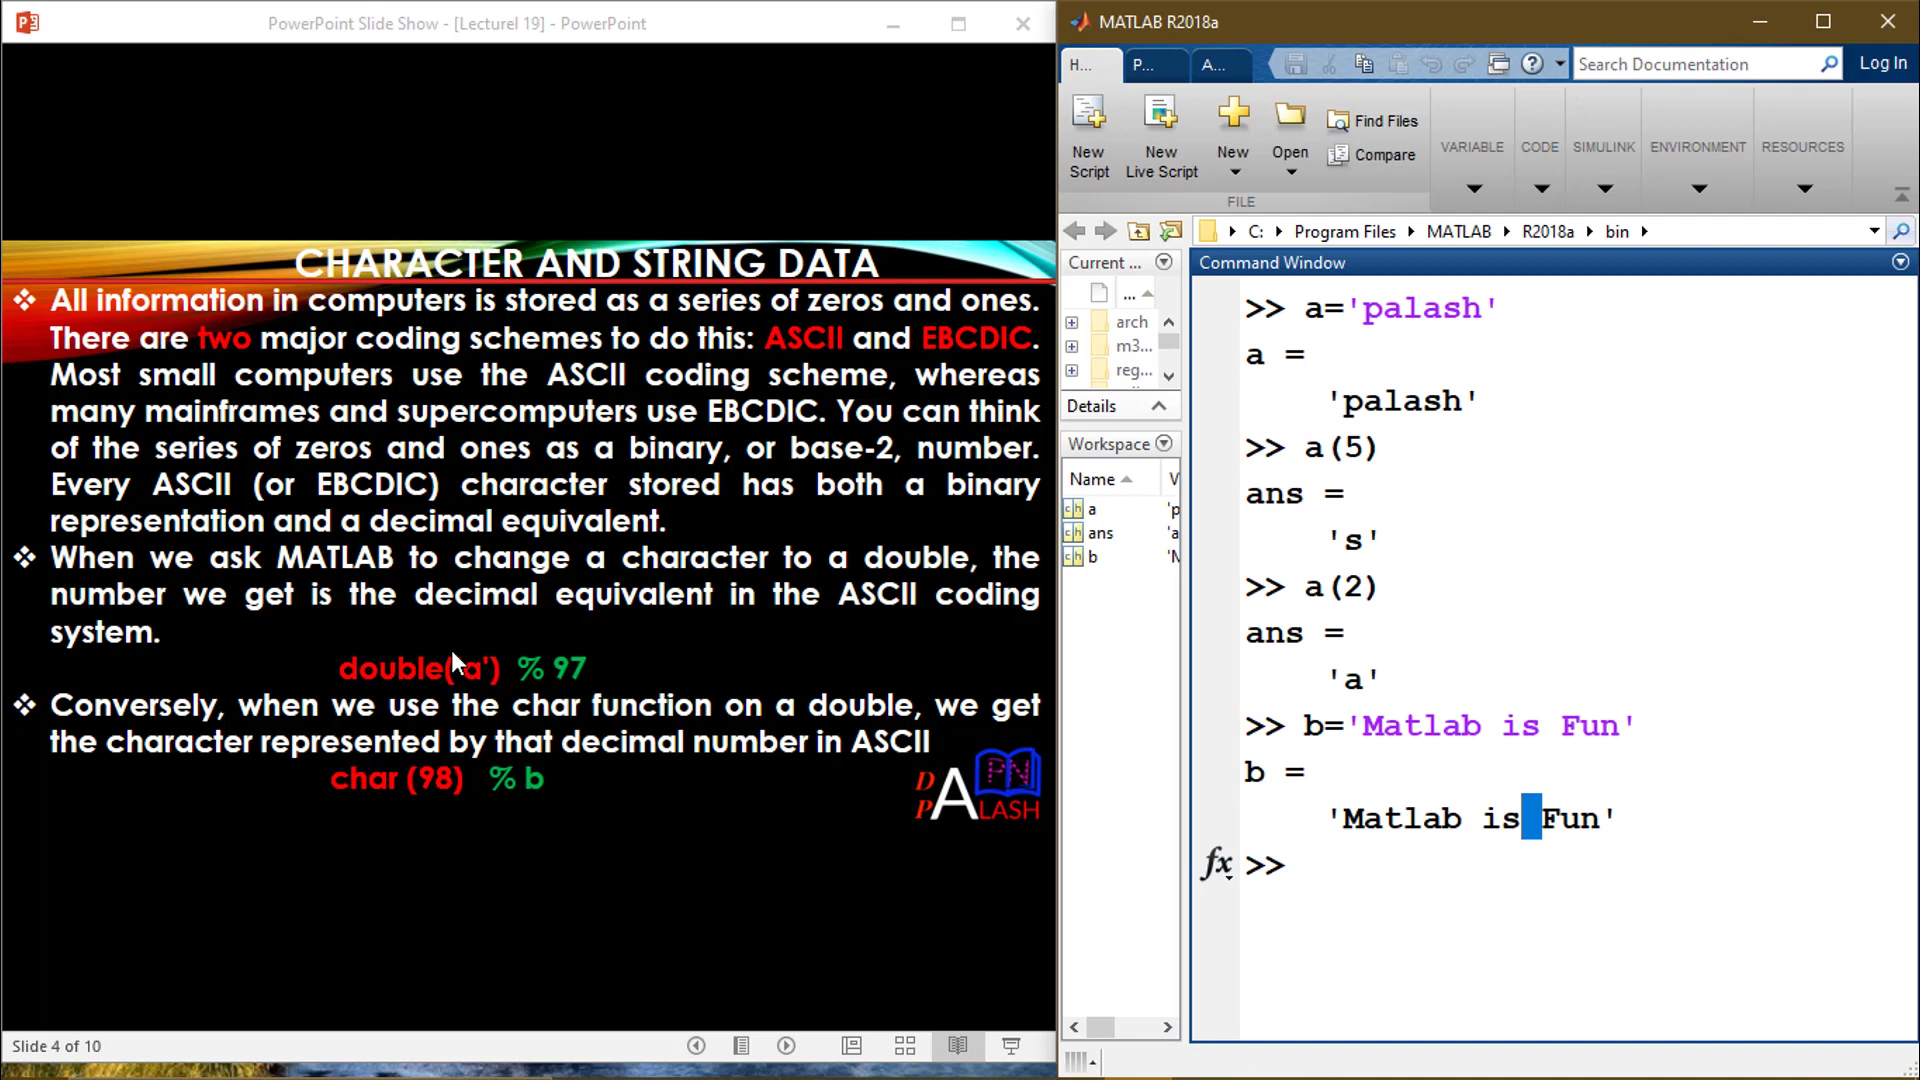 PowerPoint Slide Show - [Lecturel 19] - PowerPoint
CHARACTER AND STRING DATA
❖ All information in computers is stored as a series of zeros and ones.
There are two major coding schemes to do this: ASCII and EBCDIC.
Most small computers use the ASCII coding scheme, whereas
many mainframes and supercomputers use EBCDIC. You can think
of the series of zeros and ones as a binary, or base-2, number.
Every ASCII (or EBCDIC) character stored has both a binary
representation and a decimal equivalent.
❖ When we ask MATLAB to change a character to a double, the
number we get is the decimal equivalent in the ASCII coding
system.
double('a') % 97
❖ Conversely, when we use the char function on a double, we get
the character represented by that decimal number in ASCII
char (98) % b
PN
D
P
ALASH
Slide 4 of 10
MATLAB R2018a
H... P... A...
Search Documentation
Log In
New
Script
New
Live Script
New
Open
Find Files
Compare
FILE
VARIABLE
CODE
SIMULINK
ENVIRONMENT
RESOURCES
C: Program Files MATLAB R2018a bin
Current ...
...
arch
m3...
reg...
Details
Workspace
Name V
ch a 'p
ch ans 'a
ch b 'M
Command Window
>> a='palash'
a =
'palash'
>> a(5)
ans =
's'
>> a(2)
ans =
'a'
>> b='Matlab is Fun'
b =
'Matlab is Fun'
fx >>